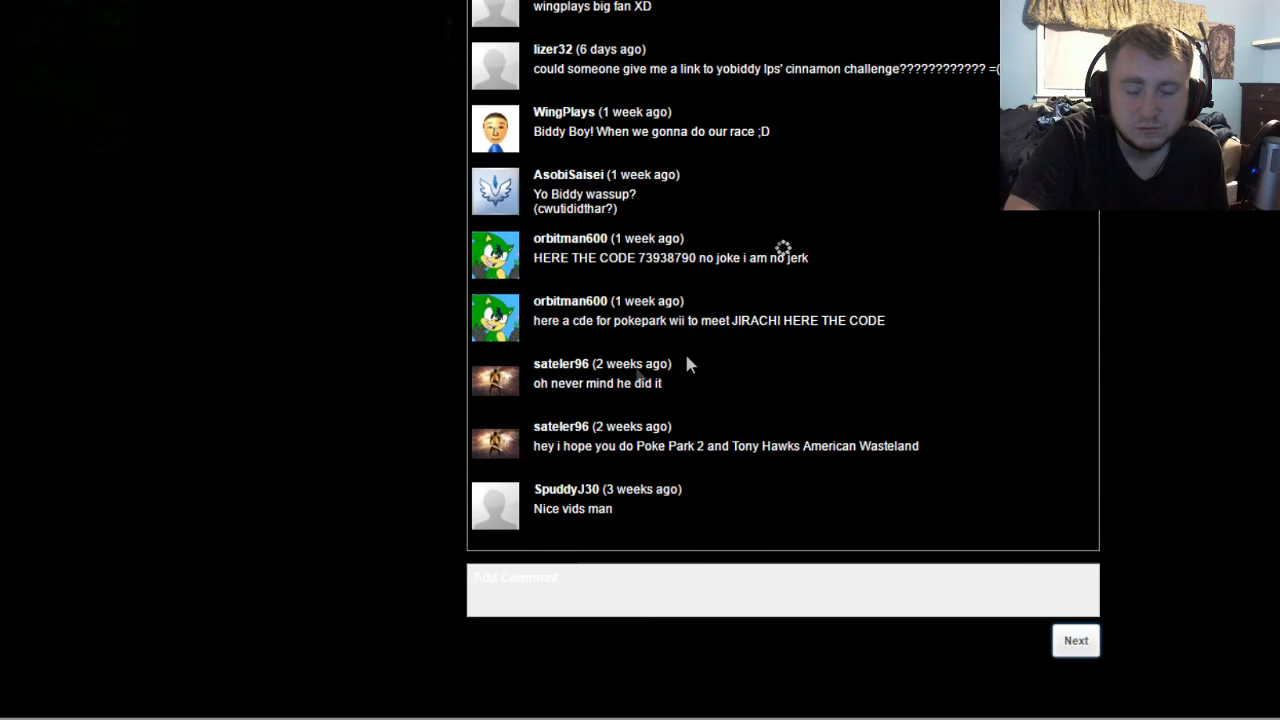 wingplays big fan XD
lizer32 (6 days ago)
could someone give me a link to yobiddy lps' cinnamon challenge???????????? =(
WingPlays (1 week ago)
Biddy Boy! When we gonna do our race ;D
AsobiSaisei (1 week ago)
Yo Biddy wassup?
(cwutididthar?)
orbitman600 (1 week ago)
HERE THE CODE 73938790 no joke i am no jerk
orbitman600 (1 week ago)
here a cde for pokepark wii to meet JIRACHI HERE THE CODE
sateler96 (2 weeks ago)
oh never mind he did it
sateler96 (2 weeks ago)
hey i hope you do Poke Park 2 and Tony Hawks American Wasteland
SpuddyJ30 (3 weeks ago)
Nice vids man
Add Comment
Next